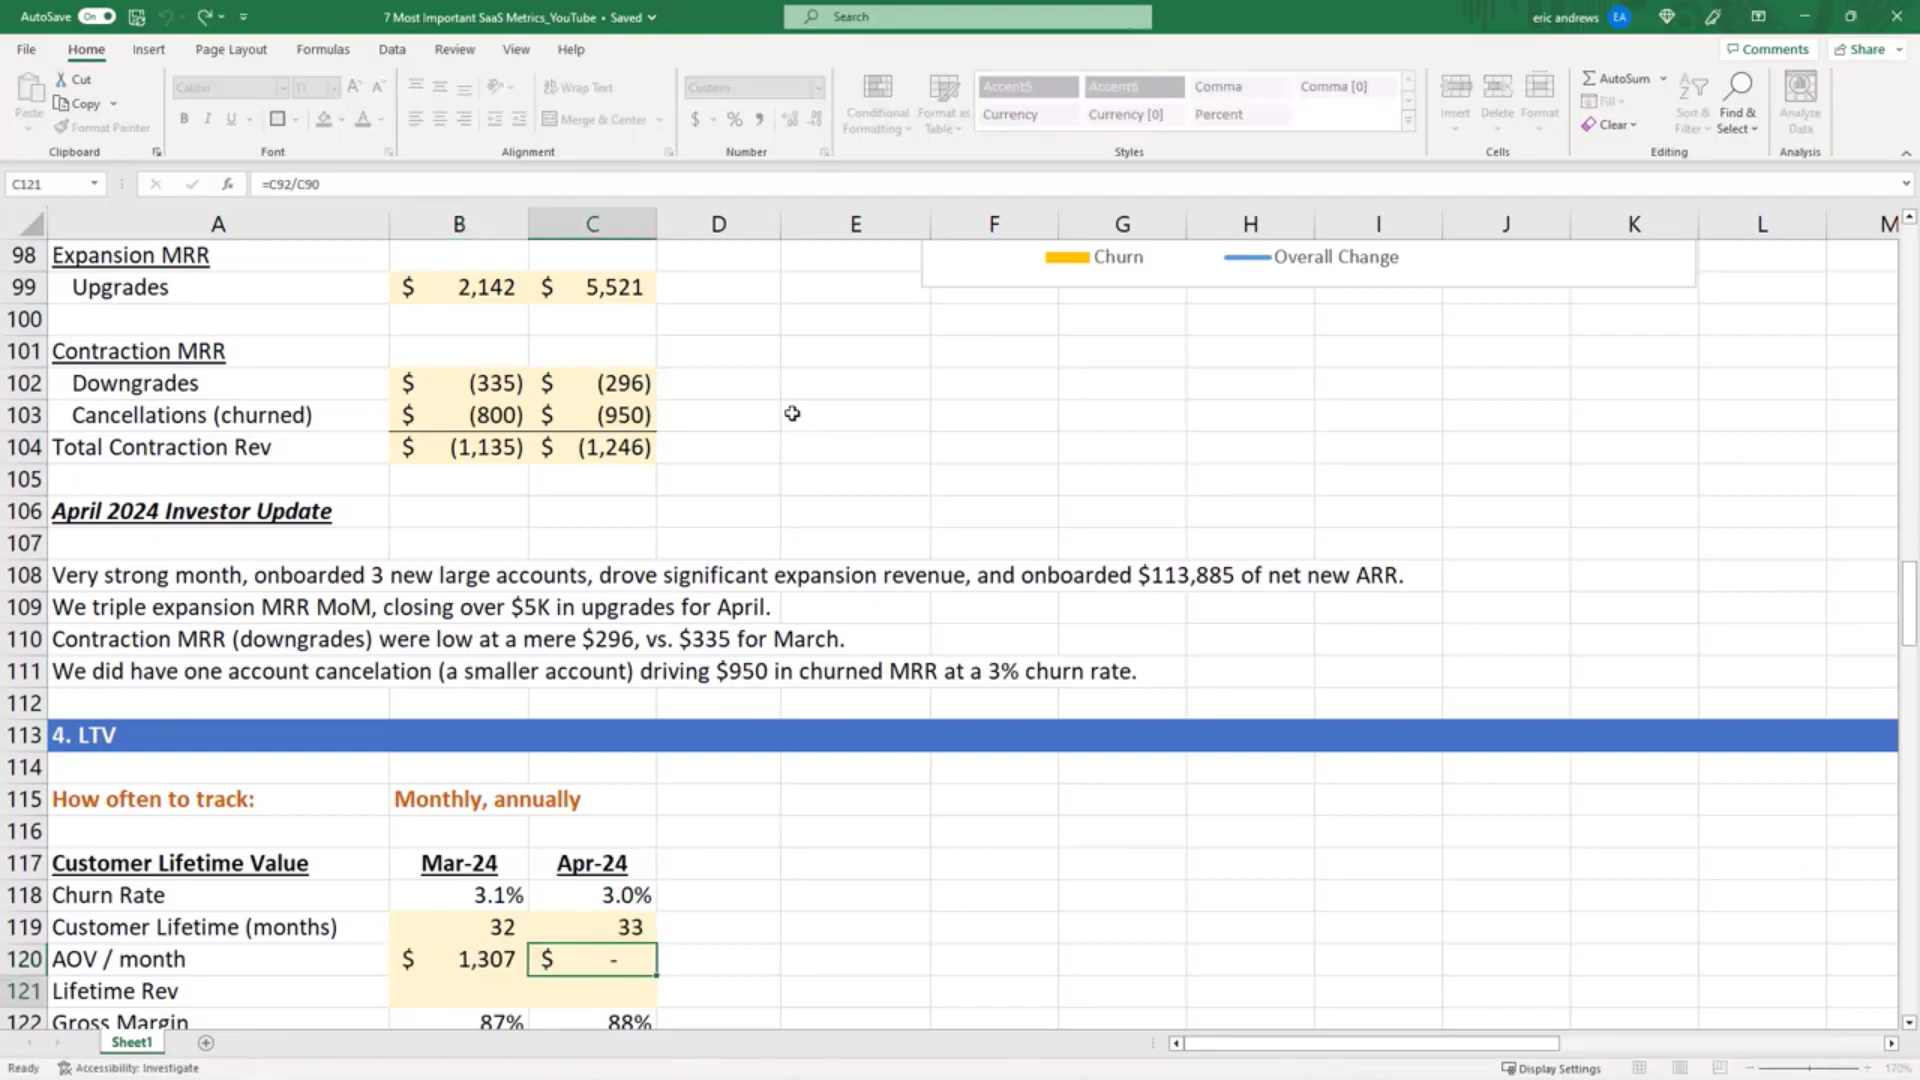 AutoSave On 7 Most Important SaaS Metrics_YouTube • Saved Search eric andrews EA
File Home Insert Page Layout Formulas Data Review View Help Comments Share
Cut
Copy
Format Painter
Paste
Clipboard
Calibri 11
B I U
Font
Wrap Text
Merge & Center
Alignment
Custom
$ % 9
Number
Conditional Formatting
Format as Table
Accent5 Accent6 Comma Comma [0]
Currency Currency [0] Percent
Styles
Insert Delete Format
Cells
AutoSum
Fill
Clear
Sort & Filter
Find & Select
Editing
Analyze Data
Analysis
C121 fx =C92/C90
A B C D E F G H I J K L M
98 Expansion MRR Churn Overall Change
99 Upgrades $ 2,142 $ 5,521
100
101 Contraction MRR
102 Downgrades $ (335) $ (296)
103 Cancellations (churned) $ (800) $ (950)
104 Total Contraction Rev $ (1,135) $ (1,246)
105
106 April 2024 Investor Update
107
108 Very strong month, onboarded 3 new large accounts, drove significant expansion revenue, and onboarded $113,885 of net new ARR.
109 We triple expansion MRR MoM, closing over $5K in upgrades for April.
110 Contraction MRR (downgrades) were low at a mere $296, vs. $335 for March.
111 We did have one account cancelation (a smaller account) driving $950 in churned MRR at a 3% churn rate.
112
113 4. LTV
114
115 How often to track: Monthly, annually
116
117 Customer Lifetime Value Mar-24 Apr-24
118 Churn Rate 3.1% 3.0%
119 Customer Lifetime (months) 32 33
120 AOV / month $ 1,307 $ -
121 Lifetime Rev
122 Gross Margin 87% 88%
Sheet1
Ready Accessibility: Investigate Display Settings 170%